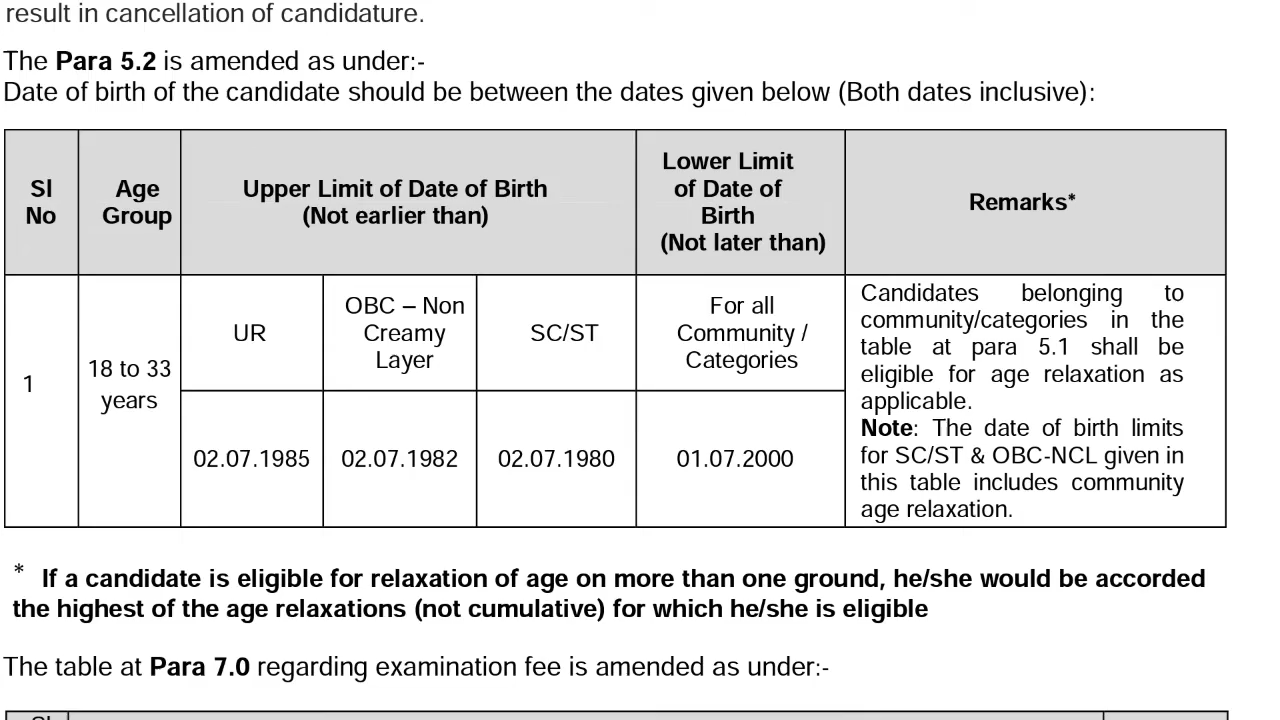 result in cancellation of candidature.
The Para 5.2 is amended as under:-
Date of birth of the candidate should be between the dates given below (Both dates inclusive):
Sl No
Age Group
Upper Limit of Date of Birth
(Not earlier than)
Lower Limit
of Date of
Birth
(Not later than)
Remarks*
1
18 to 33
years
UR
OBC – Non
Creamy
Layer
SC/ST
For all
Community /
Categories
02.07.1985
02.07.1982
02.07.1980
01.07.2000
Candidates belonging to
community/categories in the
table at para 5.1 shall be
eligible for age relaxation as
applicable.
Note: The date of birth limits
for SC/ST & OBC-NCL given in
this table includes community
age relaxation.
* If a candidate is eligible for relaxation of age on more than one ground, he/she would be accorded
the highest of the age relaxations (not cumulative) for which he/she is eligible
The table at Para 7.0 regarding examination fee is amended as under:-